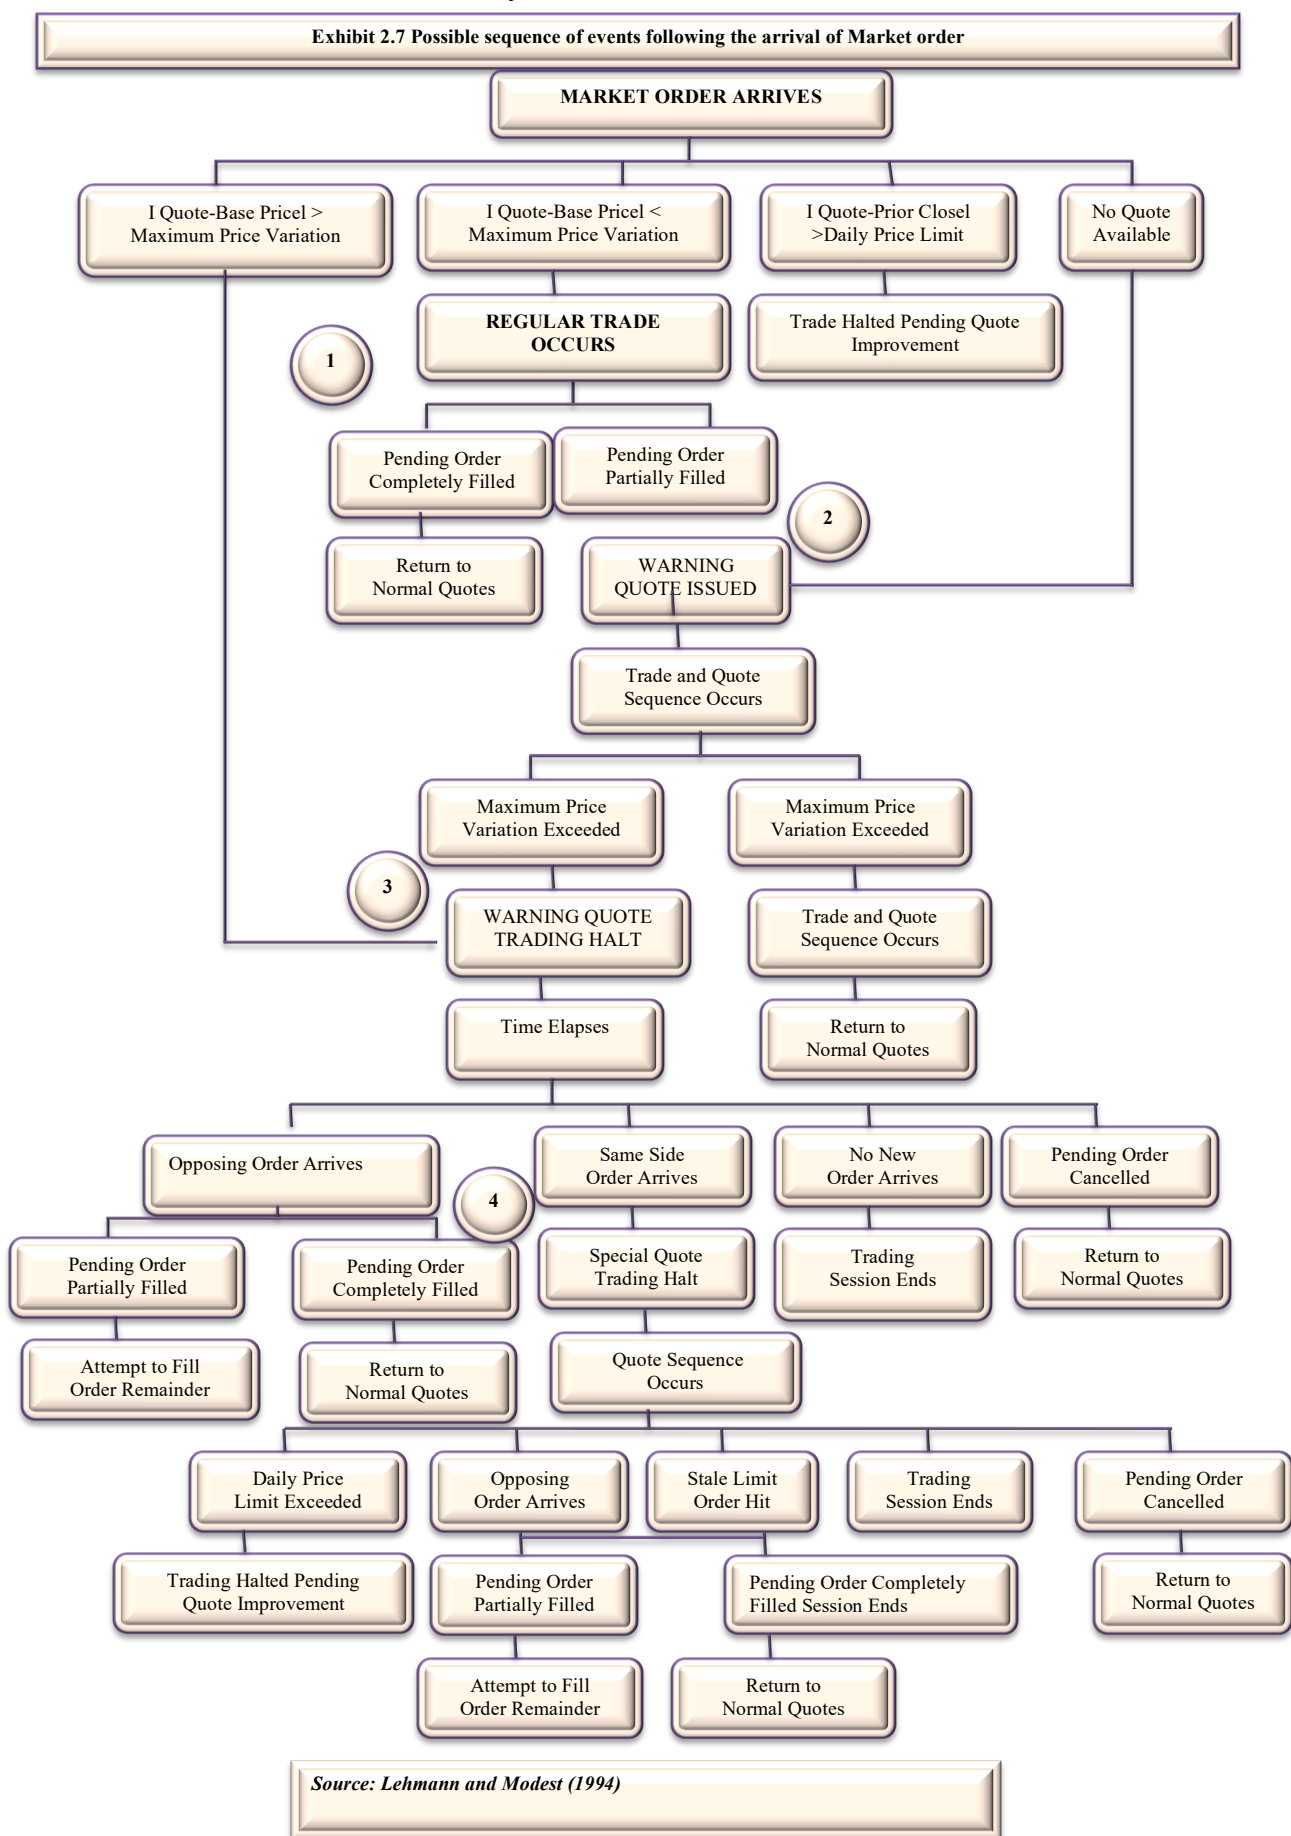 Exhibit 2.7 Possible sequence of events following the arrival of Market order
MARKET ORDER ARRIVES
I Quote-Base Pricel >
Maximum Price Variation
I Quote-Base Pricel <
Maximum Price Variation
I Quote-Prior Closel
>Daily Price Limit
No Quote
Available
REGULAR TRADE
OCCURS
Trade Halted Pending Quote
Improvement
1
Pending Order
Completely Filled
Pending Order
Partially Filled
2
Return to
Normal Quotes
WARNING
QUOTE ISSUED
Trade and Quote
Sequence Occurs
Maximum Price
Variation Exceeded
Maximum Price
Variation Exceeded
3
WARNING QUOTE
TRADING HALT
Trade and Quote
Sequence Occurs
Time Elapses
Return to
Normal Quotes
Opposing Order Arrives
Same Side
Order Arrives
No New
Order Arrives
Pending Order
Cancelled
4
Pending Order
Partially Filled
Pending Order
Completely Filled
Special Quote
Trading Halt
Trading
Session Ends
Return to
Normal Quotes
Attempt to Fill
Order Remainder
Return to
Normal Quotes
Quote Sequence
Occurs
Daily Price
Limit Exceeded
Opposing
Order Arrives
Stale Limit
Order Hit
Trading
Session Ends
Pending Order
Cancelled
Trading Halted Pending
Quote Improvement
Pending Order
Partially Filled
Pending Order Completely
Filled Session Ends
Return to
Normal Quotes
Attempt to Fill
Order Remainder
Return to
Normal Quotes
Source: Lehmann and Modest (1994)